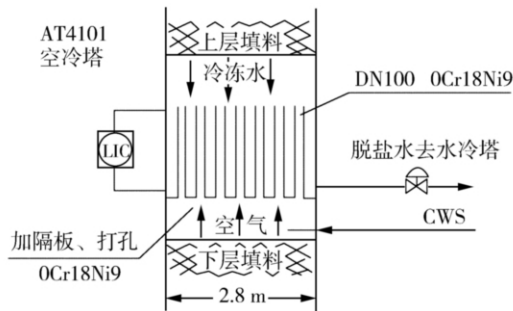 AT4101
空冷塔
上层填料
冷冻水
DN100 0Cr18Ni9
LIC
脱盐水去水冷塔
空气
CWS
加隔板、打孔
0Cr18Ni9
下层填料
2.8 m